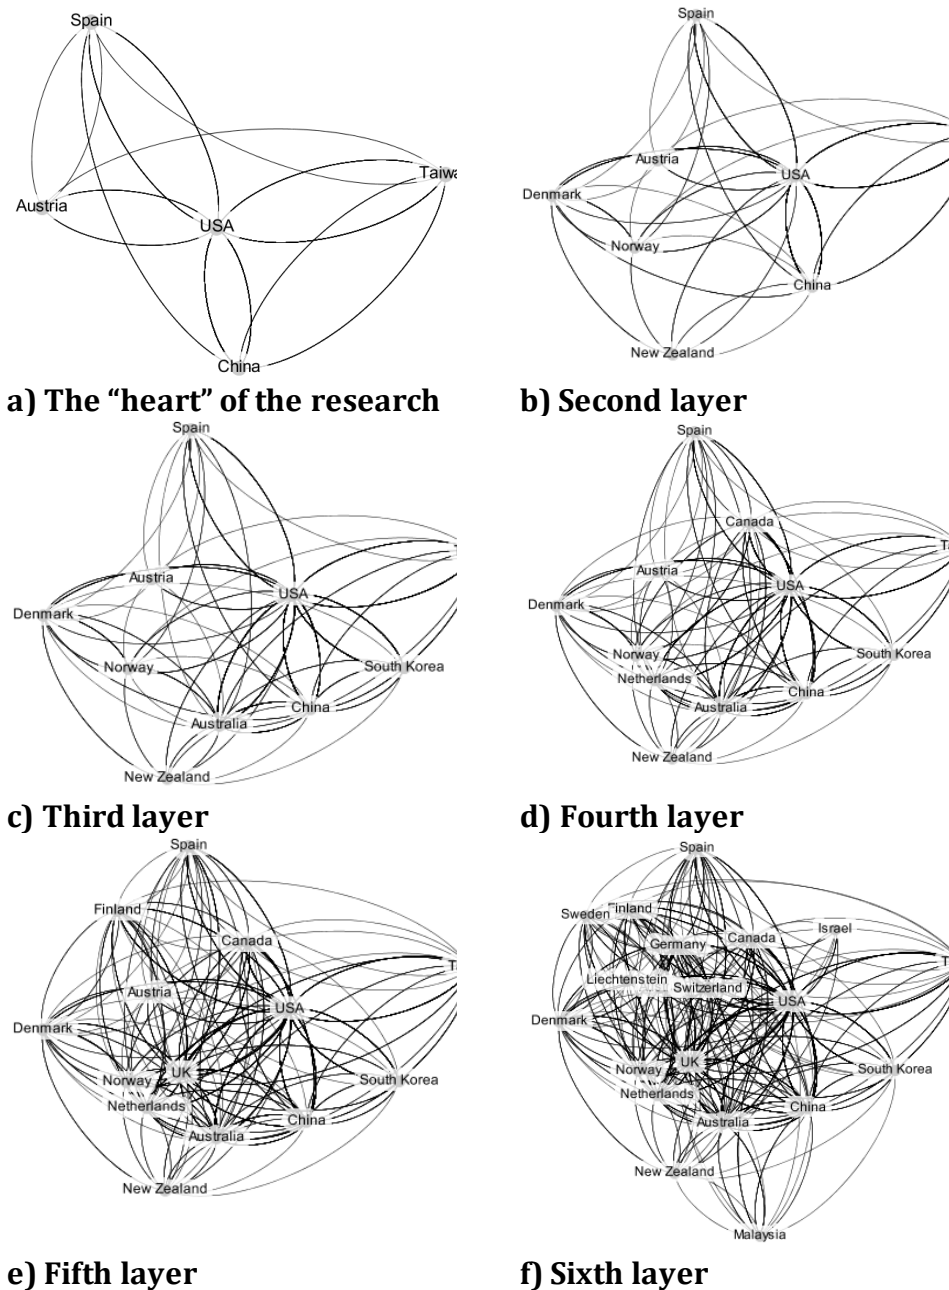 Spain
Austria
USA
Taiwa
China
a) The “heart” of the research
Spain
Austria
USA
Denmark
Norway
China
New Zealand
b) Second layer
Spain
Austria
USA
Denmark
Norway
South Korea
China
Australia
New Zealand
c) Third layer
Spain
Canada
Ta
Austria
USA
Denmark
Norway
South Korea
Netherlands
China
Australia
New Zealand
d) Fourth layer
Spain
Finland
Canada
T
Austria
USA
Denmark
UK
Norway
South Korea
Netherlands
China
Australia
New Zealand
e) Fifth layer
Spain
Finland
Sweden
Israel
Canada
Germany
Ta
Liechtenstein
Switzerland
USA
Denmark
UK
Norway
South Korea
Netherlands
China
Australia
New Zealand
Malaysia
f) Sixth layer